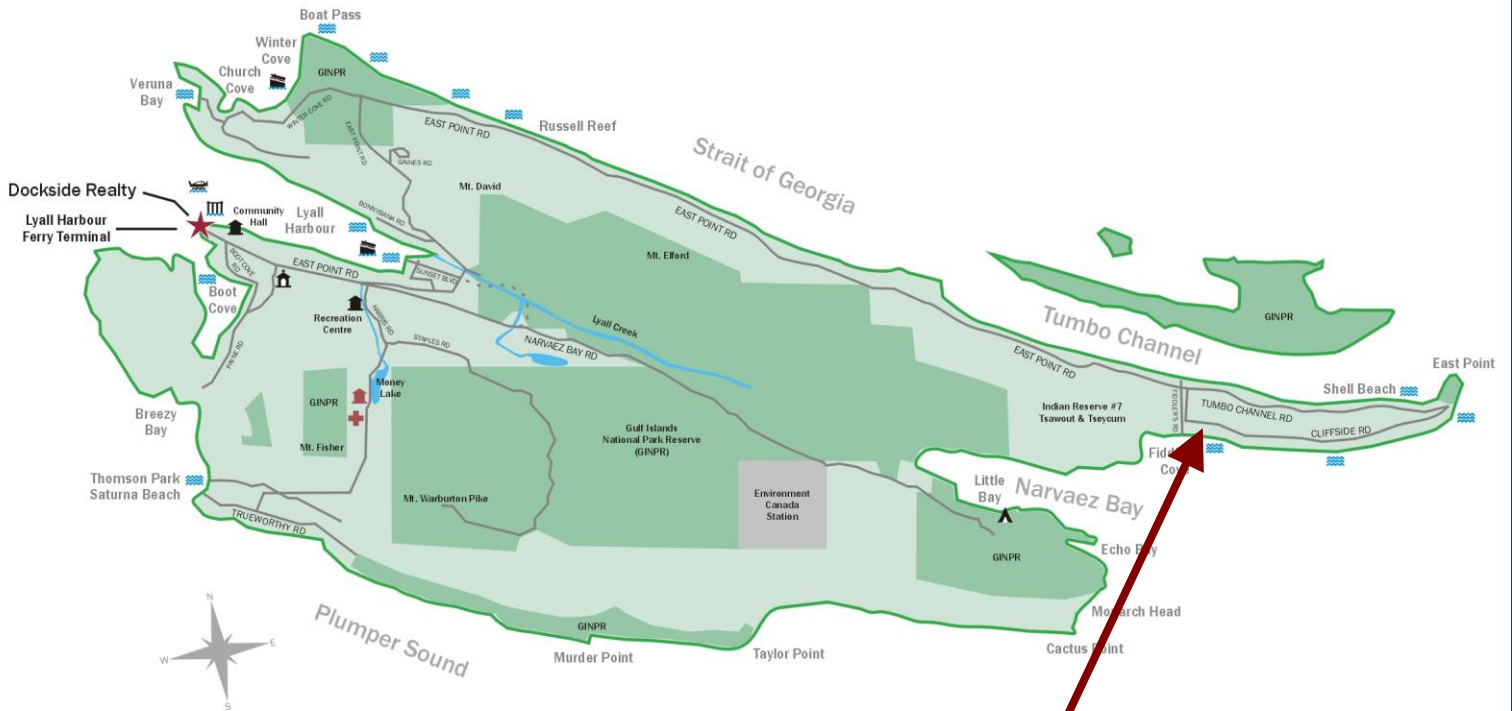 Boat Pass
Winter
Cove
Church
Cove
Veruna
Bay
GINPR
WINTER COVE RD
EAST POINT RD
EAST POINT RD
Russell Reef
GAINES RD
Strait of Georgia
Mt. David
Dockside Realty
Lyall Harbour
Ferry Terminal
Community
Hall
Lyall
Harbour
BONNYBANK RD
EAST POINT RD
Mt. Elford
BOOT COVE
RD
EAST POINT RD
SUNSET BLVD
Boot
Cove
Recreation
Centre
HARRIS RD
STAPLES RD
Lyall Creek
NARVAEZ BAY RD
Tumbo Channel
GINPR
EAST POINT RD
East Point
Shell Beach
PAYNE RD
Money
Lake
GINPR
Mt. Fisher
Breezy
Bay
Gulf Islands
National Park Reserve
(GINPR)
Indian Reserve #7
Tsawout & Tseycum
FIDDLER'S RD
TUMBO CHANNEL RD
CLIFFSIDE RD
Thomson Park
Saturna Beach
TRUEWORTHY RD
Mt. Warburton Pike
Environment
Canada
Station
Little
Bay
Narvaez Bay
GINPR
Echo Bay
Monarch Head
Cactus Point
Plumper Sound
GINPR
Murder Point
Taylor Point
N
E
W
S